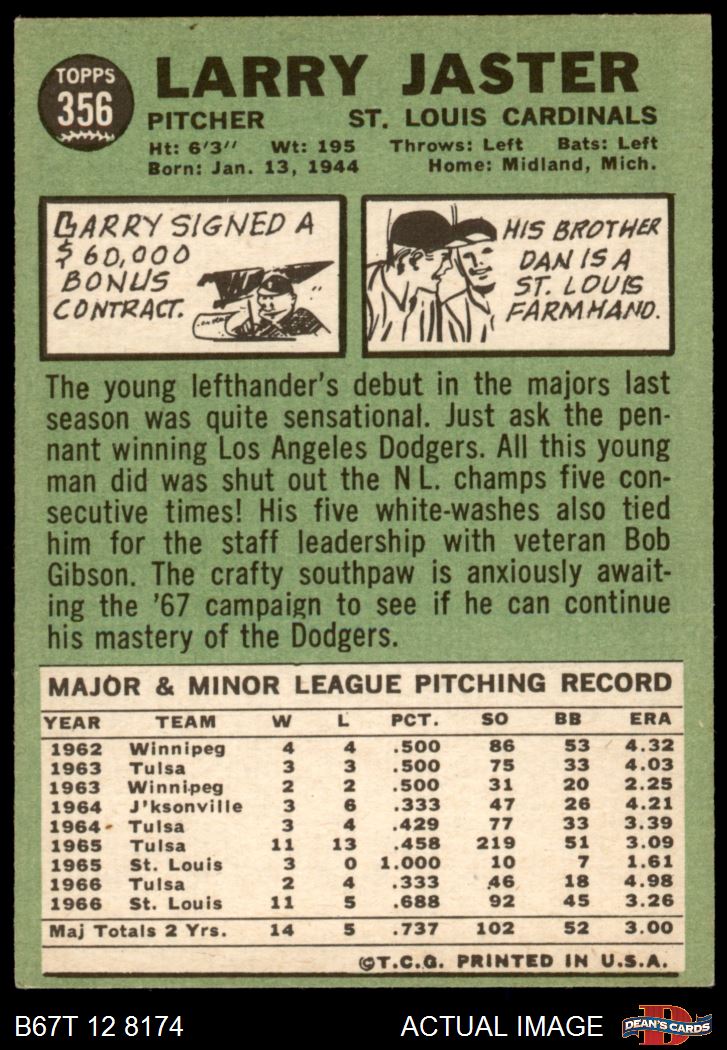 TOPPS
356
LARRY JASTER
PITCHER ST. LOUIS CARDINALS
Ht: 6'3'' Wt: 195 Throws: Left Bats: Left
Born: Jan. 13, 1944 Home: Midland, Mich.
LARRY SIGNED A
$60,000
BONUS
CONTRACT.
HIS BROTHER
DAN IS A
ST. LOUIS
FARMHAND.
The young lefthander's debut in the majors last
season was quite sensational. Just ask the pen-
nant winning Los Angeles Dodgers. All this young
man did was shut out the NL. champs five con-
secutive times! His five white-washes also tied
him for the staff leadership with veteran Bob
Gibson. The crafty southpaw is anxiously await-
ing the '67 campaign to see if he can continue
his mastery of the Dodgers.
MAJOR & MINOR LEAGUE PITCHING RECORD
YEAR TEAM W L PCT. SO BB ERA
1962 Winnipeg 4 4 .500 86 53 4.32
1963 Tulsa 3 3 .500 75 33 4.03
1963 Winnipeg 2 2 .500 31 20 2.25
1964 J'ksonville 3 6 .333 47 26 4.21
1964 Tulsa 3 4 .429 77 33 3.39
1965 Tulsa 11 13 .458 219 51 3.09
1965 St. Louis 3 0 1.000 10 7 1.61
1966 Tulsa 2 4 .333 46 18 4.98
1966 St. Louis 11 5 .688 92 45 3.26
Maj Totals 2 Yrs. 14 5 .737 102 52 3.00
©T.C.G. PRINTED IN U.S.A.
B67T 12 8174 ACTUAL IMAGE
DEAN'S CARDS